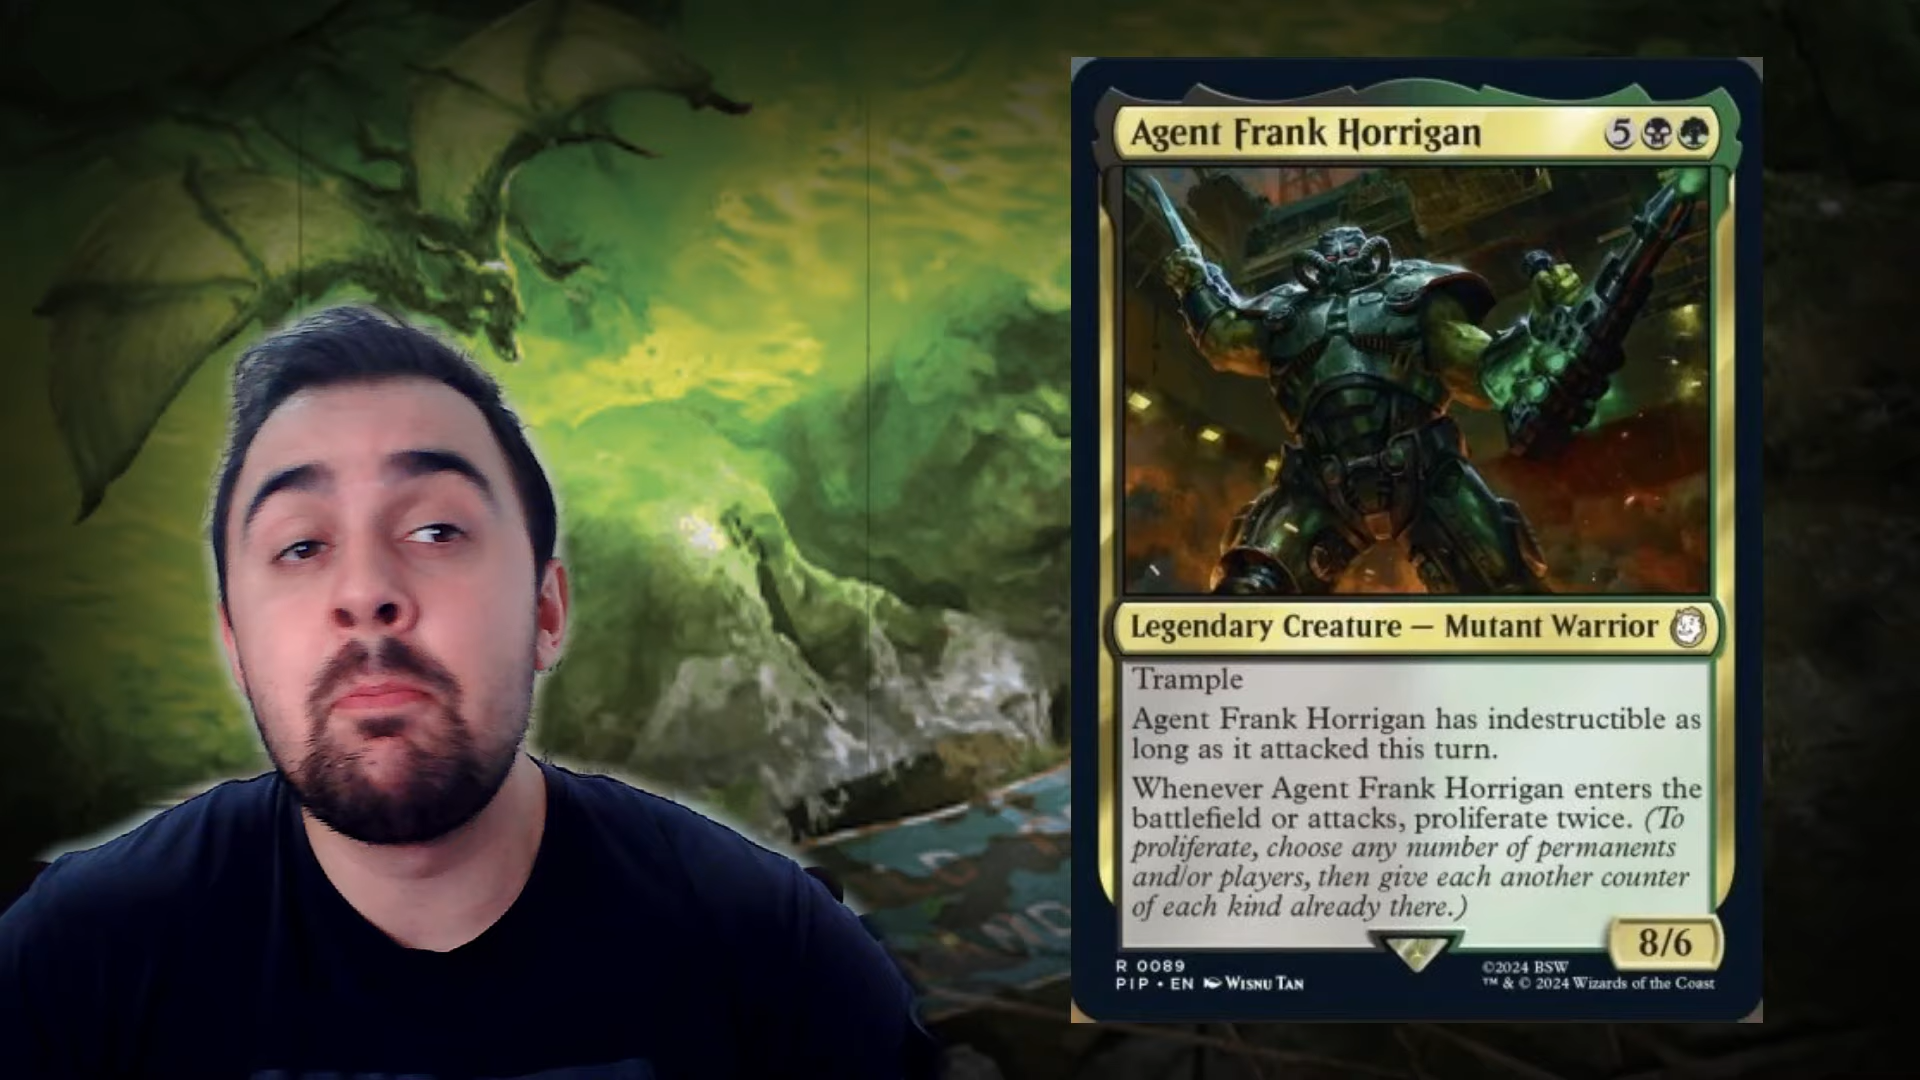 Agent Frank Horrigan 5
Legendary Creature — Mutant Warrior
Trample
Agent Frank Horrigan has indestructible as
long as it attacked this turn.
Whenever Agent Frank Horrigan enters the
battlefield or attacks, proliferate twice. (To
proliferate, choose any number of permanents
and/or players, then give each another counter
of each kind already there.)
8/6
R 0089
PIP • EN Wisnu Tan
©2024 BSW
™ & © 2024 Wizards of the Coast